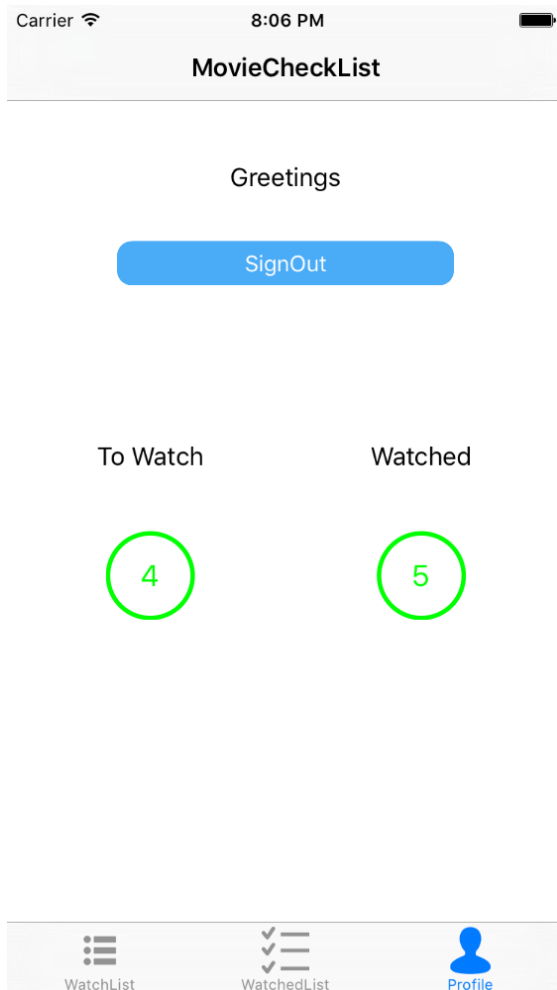 Carrier 8:06 PM
MovieCheckList
Greetings
SignOut
To Watch Watched
4 5
WatchList WatchedList Profile